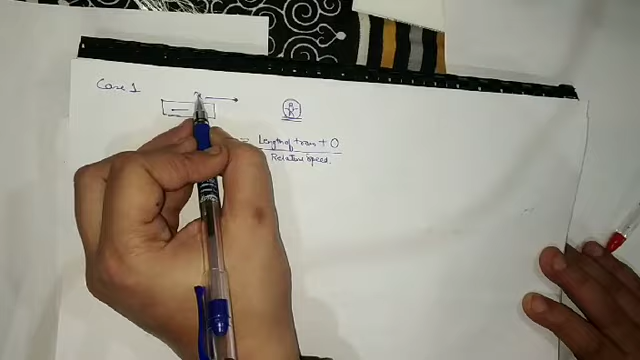 Case 1
= Length of train + 0
Relative Speed.